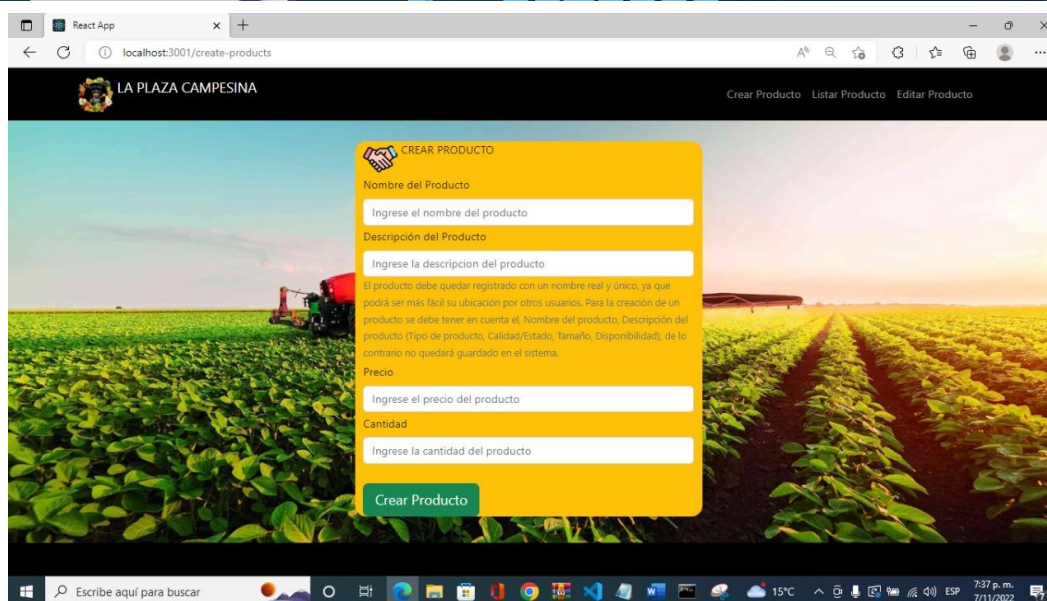 React App
localhost:3001/create-products
LA PLAZA CAMPESINA
Crear Producto Listar Producto Editar Producto
CREAR PRODUCTO
Nombre del Producto
Ingrese el nombre del producto
Descripción del Producto
Ingrese la descripcion del producto
El producto debe quedar registrado con un nombre real y único, ya que
podrá ser más fácil su ubicación por otros usuarios. Para la creación de un
producto se debe tener en cuenta el, Nombre del producto, Descripción del
producto (Tipo de producto, Calidad/Estado, Tamaño, Disponibilidad), de lo
contrario no quedará guardado en el sistema.
Precio
Ingrese el precio del producto
Cantidad
Ingrese la cantidad del producto
Crear Producto
Escribe aquí para buscar
15°C
ESP
7:37 p. m.
7/11/2022